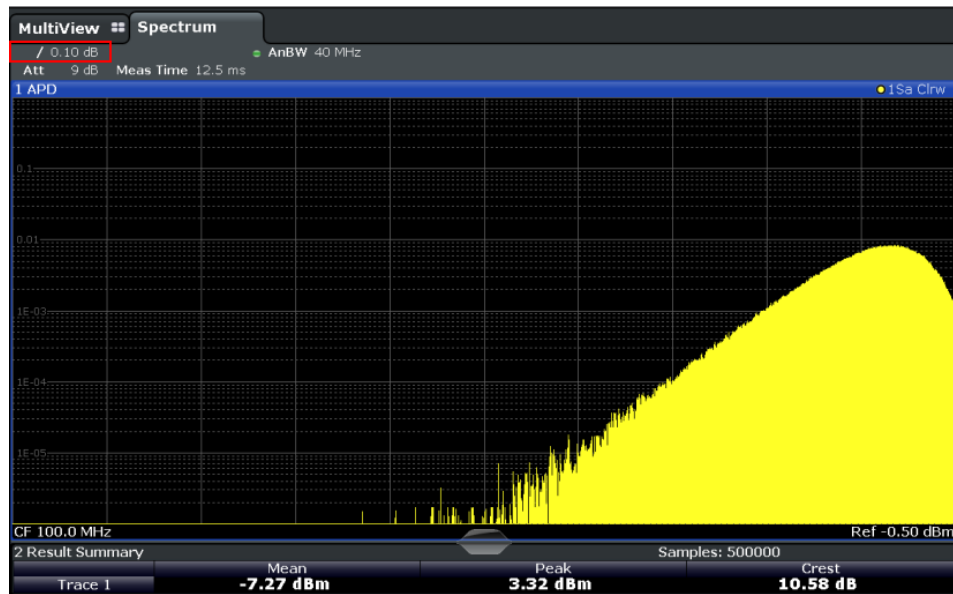 MultiView Spectrum
/ 0.10 dB AnBW 40 MHz
Att 9 dB Meas Time 12.5 ms
1 APD 1Sa Clrw
0.1
0.01
1E-03
1E-04
1E-05
CF 100.0 MHz Ref -0.50 dBm
2 Result Summary Samples: 500000
Mean Peak Crest
Trace 1 -7.27 dBm 3.32 dBm 10.58 dB